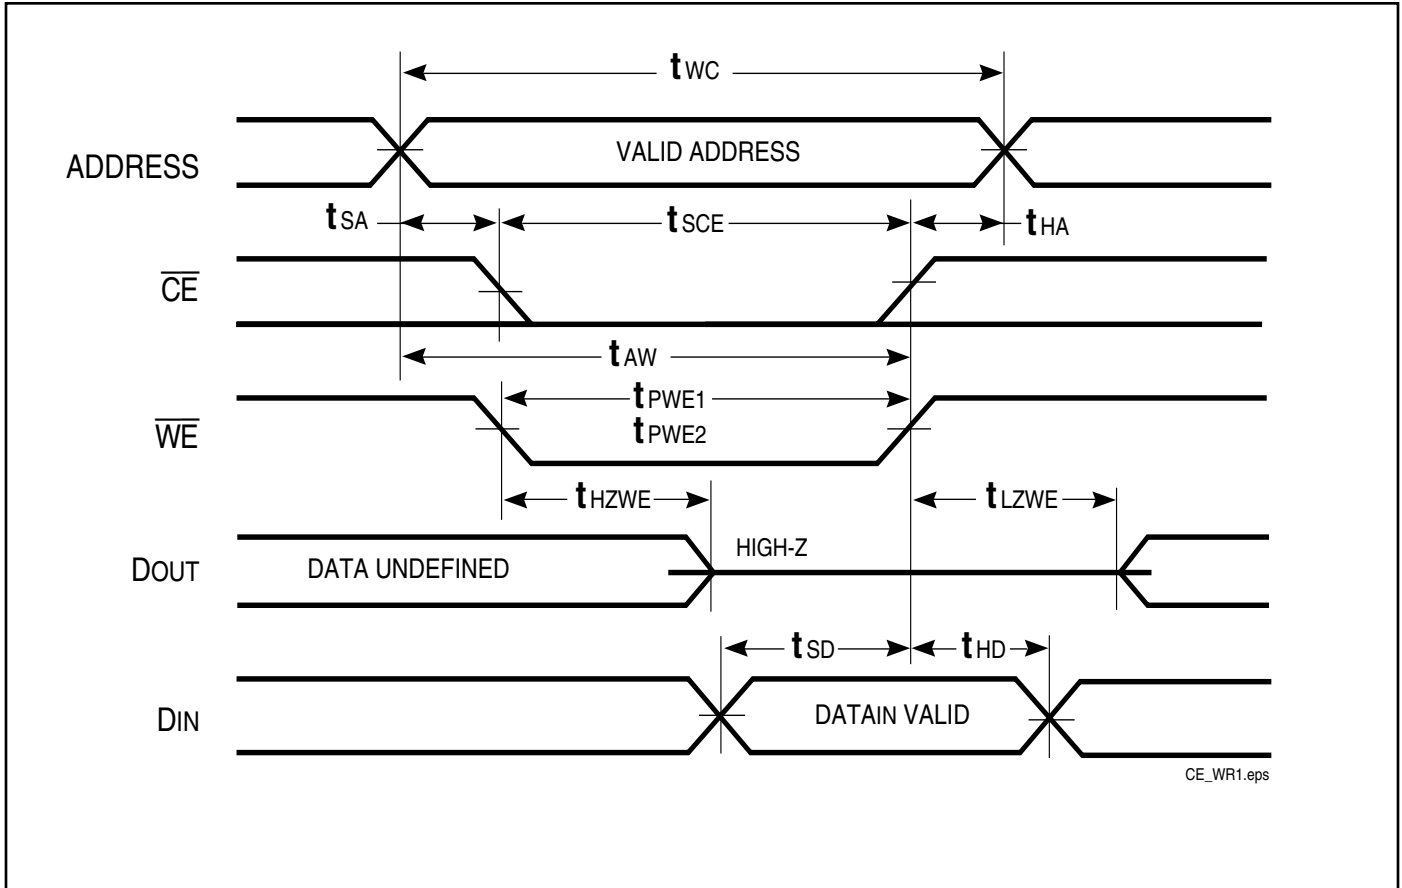 tWC
ADDRESS
VALID ADDRESS
tSA
tSCE
tHA
CE
tAW
tPWE1
WE
tPWE2
tHZWE
tLZWE
HIGH-Z
DOUT
DATA UNDEFINED
tSD
tHD
DIN
DATAIN VALID
CE_WR1.eps